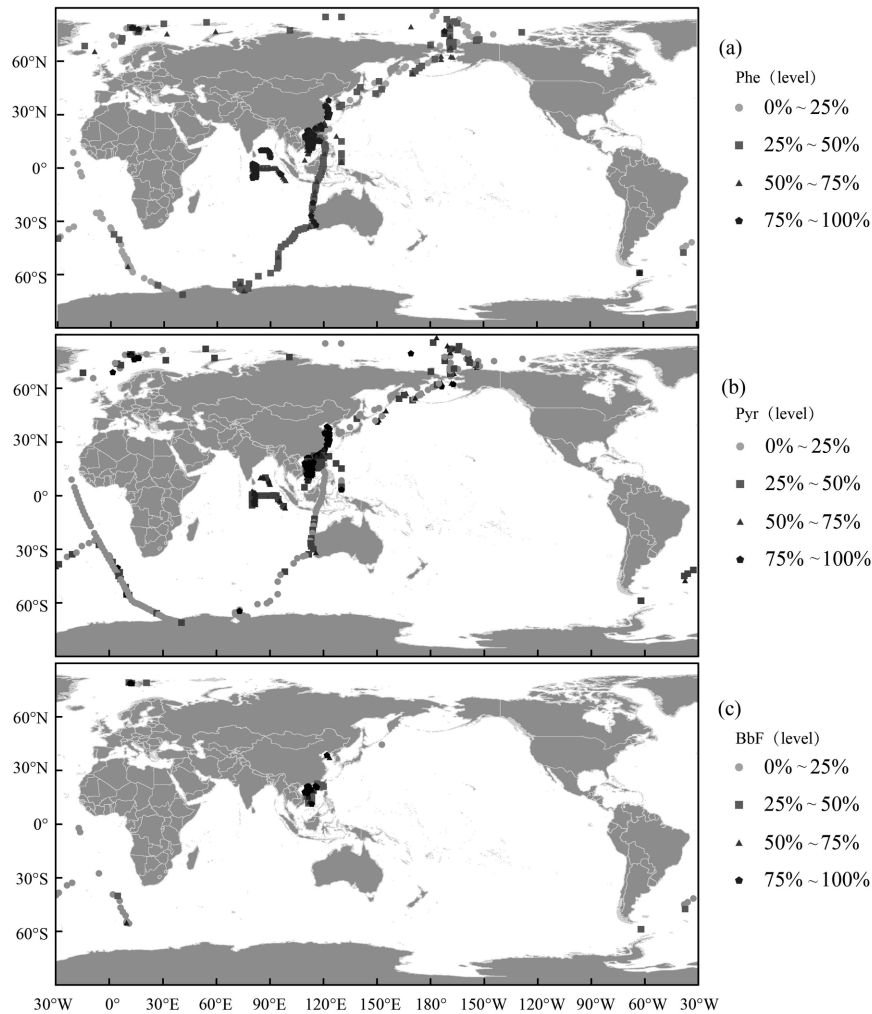 60°N
30°N
0°
30°S
60°S
(a)
Phe（level）
0% ~ 25%
25% ~ 50%
50% ~ 75%
75% ~ 100%
60°N
30°N
0°
30°S
60°S
(b)
Pyr（level）
0% ~ 25%
25% ~ 50%
50% ~ 75%
75% ~ 100%
60°N
30°N
0°
30°S
60°S
(c)
BbF（level）
0% ~ 25%
25% ~ 50%
50% ~ 75%
75% ~ 100%
30°W 0° 30°E 60°E 90°E 120°E 150°E 180° 150°W 120°W 90°W 60°W 30°W